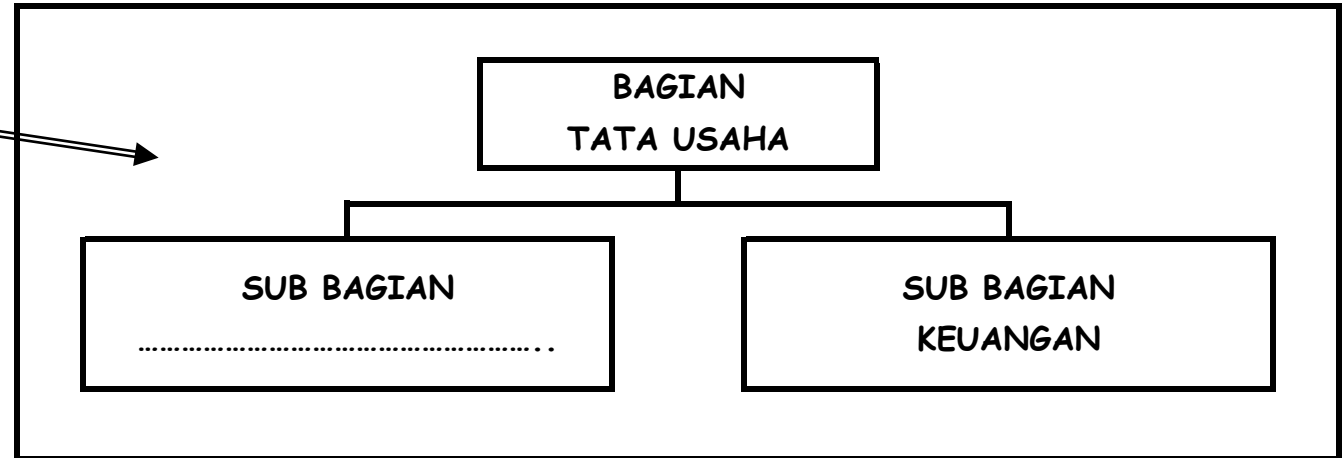 BAGIAN
TATA USAHA
SUB BAGIAN
……………………………………………..
SUB BAGIAN
KEUANGAN